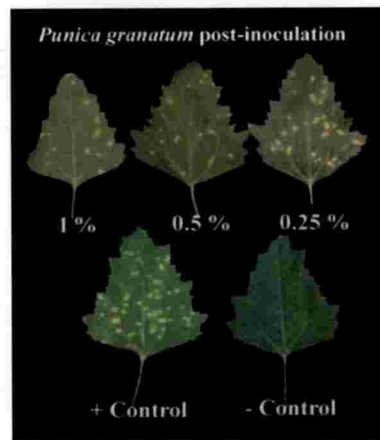 Punica granatum post-inoculation
1 % 0.5 % 0.25 %
+ Control - Control